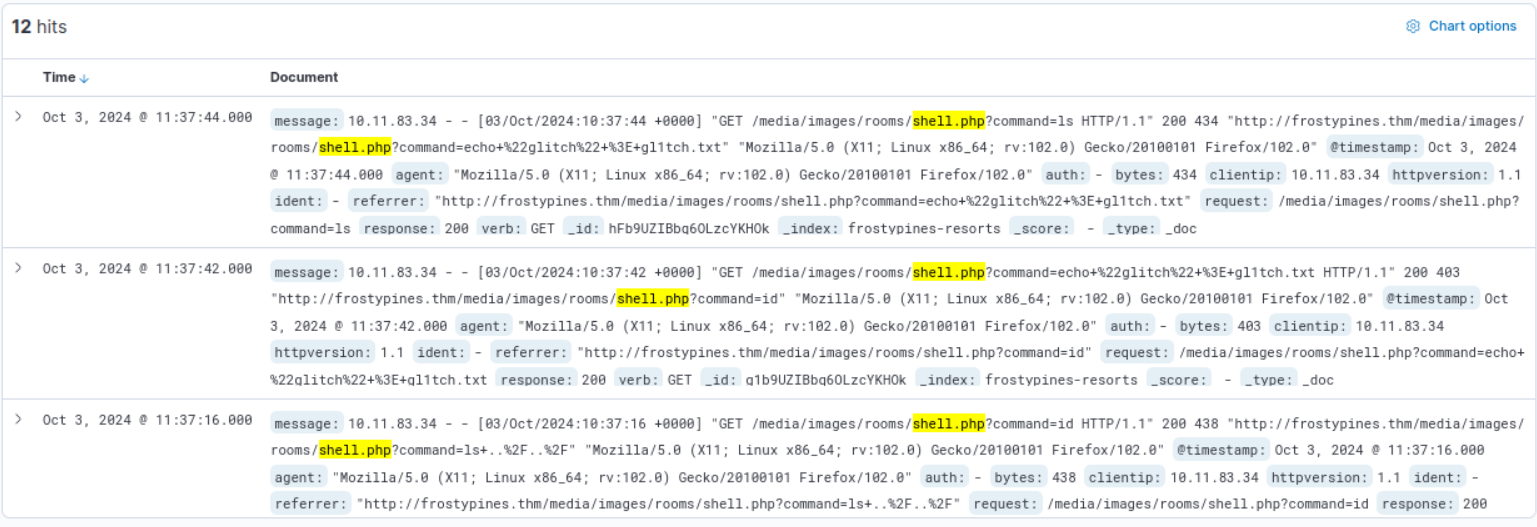 12 hits
Chart options
Time Document
Oct 3, 2024 @ 11:37:44.000 message: 10.11.83.34 - - [03/Oct/2024:10:37:44 +0000] "GET /media/images/rooms/shell.php?command=ls HTTP/1.1" 200 434 "http://frostypines.thm/media/images/
rooms/shell.php?command=echo+%22glitch%22+%3E+gl1tch.txt" "Mozilla/5.0 (X11; Linux x86_64; rv:102.0) Gecko/20100101 Firefox/102.0" @timestamp: Oct 3, 2024
@ 11:37:44.000 agent: "Mozilla/5.0 (X11; Linux x86_64; rv:102.0) Gecko/20100101 Firefox/102.0" auth: - bytes: 434 clientip: 10.11.83.34 httpversion: 1.1
ident: - referrer: "http://frostypines.thm/media/images/rooms/shell.php?command=echo+%22glitch%22+%3E+gl1tch.txt" request: /media/images/rooms/shell.php?
command=ls response: 200 verb: GET _id: hFb9UZIBbq6OLzcYKHOk _index: frostypines-resorts _score: - _type: _doc
Oct 3, 2024 @ 11:37:42.000 message: 10.11.83.34 - - [03/Oct/2024:10:37:42 +0000] "GET /media/images/rooms/shell.php?command=echo+%22glitch%22+%3E+gl1tch.txt HTTP/1.1" 200 403
"http://frostypines.thm/media/images/rooms/shell.php?command=id" "Mozilla/5.0 (X11; Linux x86_64; rv:102.0) Gecko/20100101 Firefox/102.0" @timestamp: Oct
3, 2024 @ 11:37:42.000 agent: "Mozilla/5.0 (X11; Linux x86_64; rv:102.0) Gecko/20100101 Firefox/102.0" auth: - bytes: 403 clientip: 10.11.83.34
httpversion: 1.1 ident: - referrer: "http://frostypines.thm/media/images/rooms/shell.php?command=id" request: /media/images/rooms/shell.php?command=echo+
%22glitch%22+%3E+gl1tch.txt response: 200 verb: GET _id: g1b9UZIBbq6OLzcYKHOk _index: frostypines-resorts _score: - _type: _doc
Oct 3, 2024 @ 11:37:16.000 message: 10.11.83.34 - - [03/Oct/2024:10:37:16 +0000] "GET /media/images/rooms/shell.php?command=id HTTP/1.1" 200 438 "http://frostypines.thm/media/images/
rooms/shell.php?command=ls+..%2F..%2F" "Mozilla/5.0 (X11; Linux x86_64; rv:102.0) Gecko/20100101 Firefox/102.0" @timestamp: Oct 3, 2024 @ 11:37:16.000
agent: "Mozilla/5.0 (X11; Linux x86_64; rv:102.0) Gecko/20100101 Firefox/102.0" auth: - bytes: 438 clientip: 10.11.83.34 httpversion: 1.1 ident: -
referrer: "http://frostypines.thm/media/images/rooms/shell.php?command=ls+..%2F..%2F" request: /media/images/rooms/shell.php?command=id response: 200